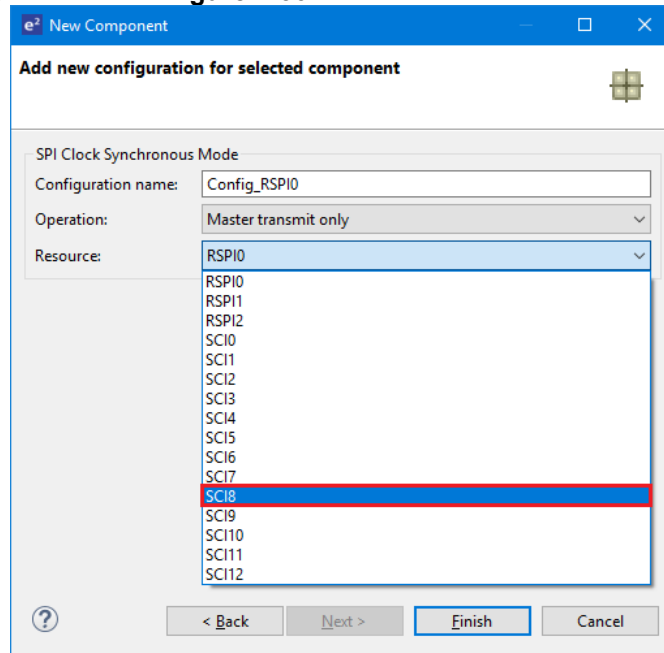 e² New Component
Add new configuration for selected component
SPI Clock Synchronous Mode
Configuration name: Config_RSPI0
Operation: Master transmit only
Resource: RSPI0
RSPI0
RSPI1
RSPI2
SCI0
SCI1
SCI2
SCI3
SCI4
SCI5
SCI6
SCI7
SCI8
SCI9
SCI10
SCI11
SCI12
? < Back Next > Finish Cancel